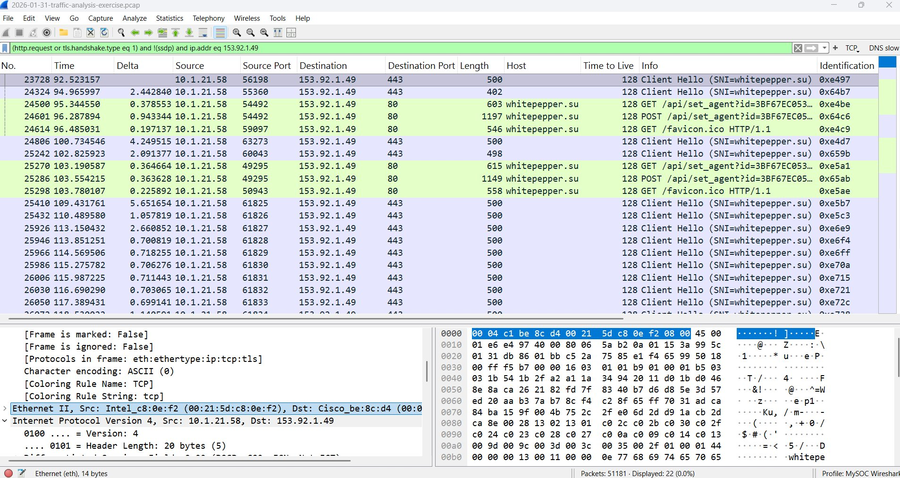 2026-01-31-traffic-analysis-exercise.pcap
File Edit View Go Capture Analyze Statistics Telephony Wireless Tools Help
(http.request or tls.handshake.type eq 1) and !(ssdp) and ip.addr eq 153.92.1.49 TCP DNS slow
No. Time Delta Source Source Port Destination Destination Port Length Host Time to Live Info Identification
23728 92.523157 10.1.21.58 56198 153.92.1.49 443 500 128 Client Hello (SNI=whitepepper.su) 0xe497
24324 94.965997 2.442840 10.1.21.58 55360 153.92.1.49 443 402 128 Client Hello (SNI=whitepepper.su) 0x64b7
24500 95.344550 0.378553 10.1.21.58 54492 153.92.1.49 80 603 whitepepper.su 128 GET /api/set_agent?id=3BF67EC053… 0xe4be
24601 96.287894 0.943344 10.1.21.58 54492 153.92.1.49 80 1197 whitepepper.su 128 POST /api/set_agent?id=3BF67EC05… 0x64c6
24614 96.485031 0.197137 10.1.21.58 59097 153.92.1.49 80 546 whitepepper.su 128 GET /favicon.ico HTTP/1.1 0xe4c9
24806 100.734546 4.249515 10.1.21.58 63273 153.92.1.49 443 500 128 Client Hello (SNI=whitepepper.su) 0xe4d7
25242 102.825923 2.091377 10.1.21.58 60043 153.92.1.49 443 498 128 Client Hello (SNI=whitepepper.su) 0x659b
25270 103.190587 0.364664 10.1.21.58 49295 153.92.1.49 80 615 whitepepper.su 128 GET /api/set_agent?id=3BF67EC053… 0xe5a1
25286 103.554215 0.363628 10.1.21.58 49295 153.92.1.49 80 1149 whitepepper.su 128 POST /api/set_agent?id=3BF67EC05… 0x65ab
25298 103.780107 0.225892 10.1.21.58 50943 153.92.1.49 80 558 whitepepper.su 128 GET /favicon.ico HTTP/1.1 0xe5ae
25410 109.431761 5.651654 10.1.21.58 61825 153.92.1.49 443 500 128 Client Hello (SNI=whitepepper.su) 0xe5b7
25432 110.489580 1.057819 10.1.21.58 61826 153.92.1.49 443 500 128 Client Hello (SNI=whitepepper.su) 0xe5c3
25926 113.150432 2.660852 10.1.21.58 61827 153.92.1.49 443 500 128 Client Hello (SNI=whitepepper.su) 0xe6e9
25946 113.851251 0.700819 10.1.21.58 61828 153.92.1.49 443 500 128 Client Hello (SNI=whitepepper.su) 0xe6f4
25966 114.569506 0.718255 10.1.21.58 61829 153.92.1.49 443 500 128 Client Hello (SNI=whitepepper.su) 0xe6ff
25986 115.275782 0.706276 10.1.21.58 61830 153.92.1.49 443 500 128 Client Hello (SNI=whitepepper.su) 0xe70a
26006 115.987225 0.711443 10.1.21.58 61831 153.92.1.49 443 500 128 Client Hello (SNI=whitepepper.su) 0xe715
26030 116.690290 0.703065 10.1.21.58 61832 153.92.1.49 443 500 128 Client Hello (SNI=whitepepper.su) 0xe721
26050 117.389431 0.699141 10.1.21.58 61833 153.92.1.49 443 500 128 Client Hello (SNI=whitepepper.su) 0xe72c
[Frame is marked: False]
[Frame is ignored: False]
[Protocols in frame: eth:ethertype:ip:tcp:tls]
Character encoding: ASCII (0)
[Coloring Rule Name: TCP]
[Coloring Rule String: tcp]
Ethernet II, Src: Intel_c8:0e:f2 (00:21:5d:c8:0e:f2), Dst: Cisco_be:8c:d4 (00:0
Internet Protocol Version 4, Src: 10.1.21.58, Dst: 153.92.1.49
0100 .... = Version: 4
.... 0101 = Header Length: 20 bytes (5)
0000 00 04 c1 be 8c d4 00 21 5d c8 0e f2 08 00 45 00
0010 01 e6 e4 97 40 00 80 06 5a b2 0a 01 15 3a 99 5c
0020 01 31 db 86 01 bb c5 2a 75 85 e1 f4 65 99 50 18
0030 00 ff f5 b7 00 00 16 03 01 01 b9 01 00 01 b5 03
0040 03 1b 54 1b 2f a2 a1 1a 34 94 20 11 0d 1b d0 46
0050 8e 8a ca 26 21 82 fd 7f 83 40 b7 d6 d8 5e 3d 57
0060 ed 20 aa b3 7a b7 8c f4 c2 8f 65 ff 70 31 ad ca
0070 84 ba 15 9f 00 4b 75 2c 2f e0 6d 2d d9 1a cb 2d
0080 ca 8e 00 28 13 02 13 01 c0 2c c0 2b c0 30 c0 2f
0090 c0 24 c0 23 c0 28 c0 27 c0 0a c0 09 c0 14 c0 13
00a0 00 9d 00 9c 00 3d 00 3c 00 35 00 2f 01 00 01 44
00b0 00 00 00 13 00 11 00 00 0e 77 68 69 74 65 70 65
Ethernet (eth), 14 bytes Packets: 51181 · Displayed: 22 (0.0%) Profile: MySOC Wireshark